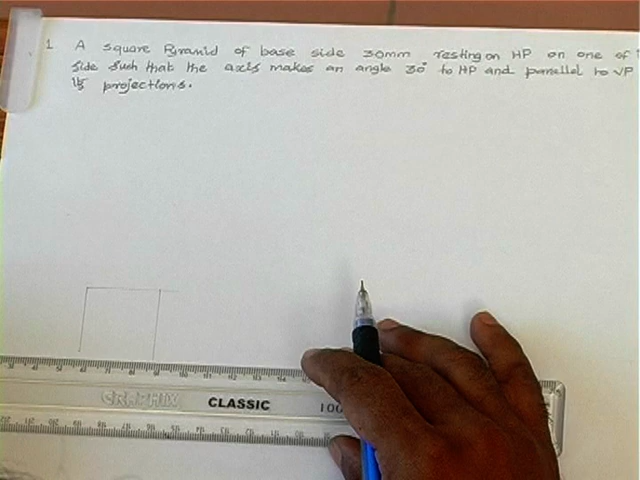 1 A square Pyramid of base side 30mm resting on HP on one of
side such that the axis makes an angle 30° to HP and parallel to VP
its projections.
GRAPHIX CLASSIC 100